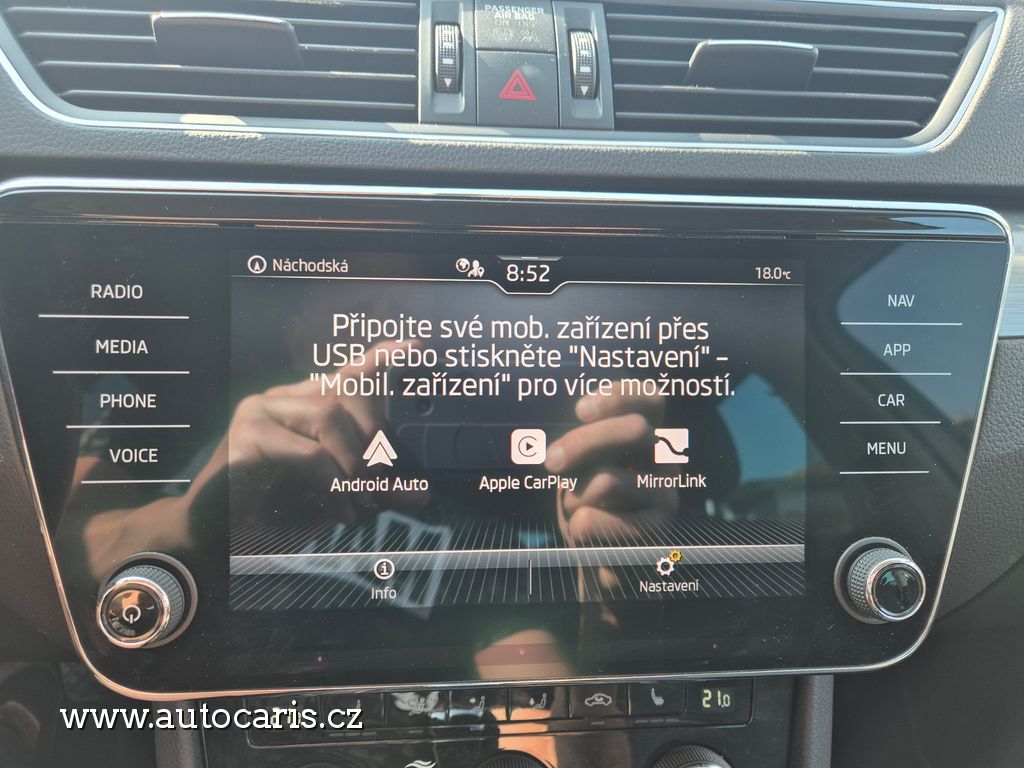 PASSENGER
AIR BAG
ON OFF
Náchodská
8:52
18.0°C
RADIO
MEDIA
PHONE
VOICE
Připojte své mob. zařízení přes
USB nebo stiskněte "Nastavení" –
"Mobil. zařízení" pro více možností.
Android Auto
Apple CarPlay
MirrorLink
Info
Nastavení
NAV
APP
CAR
MENU
21.0
www.autocaris.cz